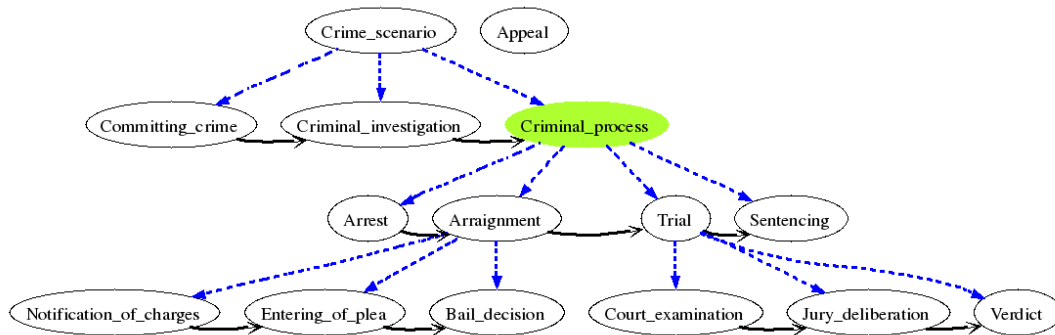 Crime_scenario Appeal
Committing_crime Criminal_investigation Criminal_process
Arrest Arraignment Trial Sentencing
Notification_of_charges Entering_of_plea Bail_decision Court_examination Jury_deliberation Verdict